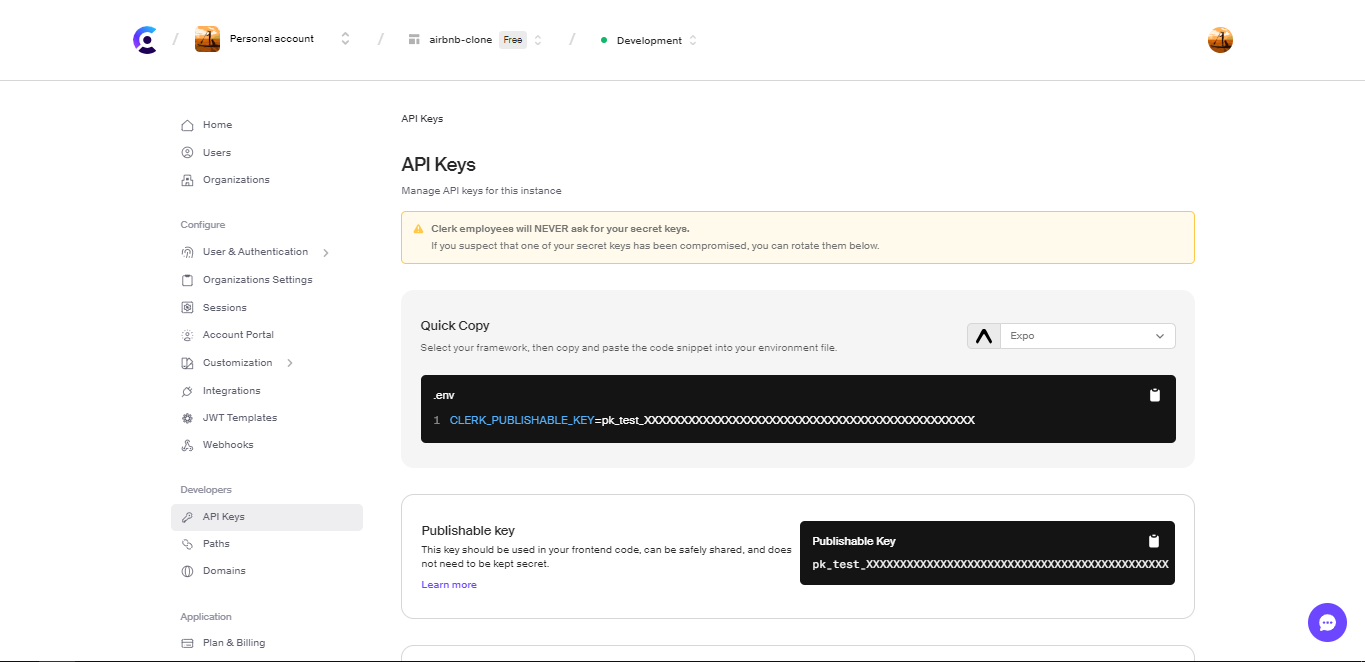 Personal account
airbnb-clone Free
Development
Home
Users
Organizations
Configure
User & Authentication
Organizations Settings
Sessions
Account Portal
Customization
Integrations
JWT Templates
Webhooks
Developers
API Keys
Paths
Domains
Application
Plan & Billing
API Keys
API Keys
Manage API keys for this instance
Clerk employees will NEVER ask for your secret keys.
If you suspect that one of your secret keys has been compromised, you can rotate them below.
Quick Copy
Select your framework, then copy and paste the code snippet into your environment file.
Expo
.env
1 CLERK_PUBLISHABLE_KEY=pk_test_XXXXXXXXXXXXXXXXXXXXXXXXXXXXXXXXXXXXXXXXXXXXX
Publishable key
This key should be used in your frontend code, can be safely shared, and does
not need to be kept secret.
Learn more
Publishable Key
pk_test_XXXXXXXXXXXXXXXXXXXXXXXXXXXXXXXXXXXXXXXXXXXXX